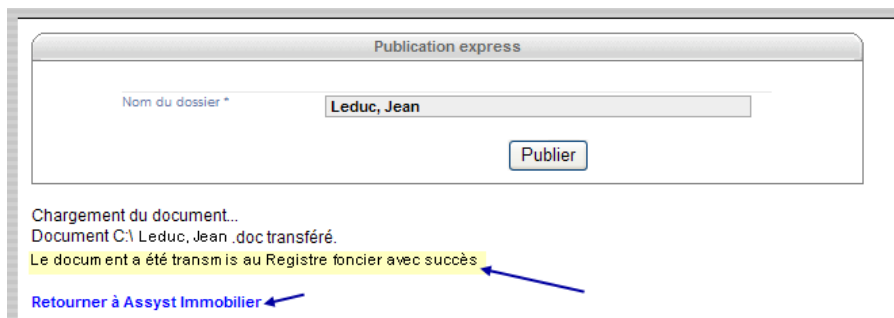 Publication express
Nom du dossier * Leduc, Jean
Publier
Chargement du document...
Document C:\ Leduc, Jean .doc transféré.
Le document a été transmis au Registre foncier avec succès
Retourner à Assyst Immobilier